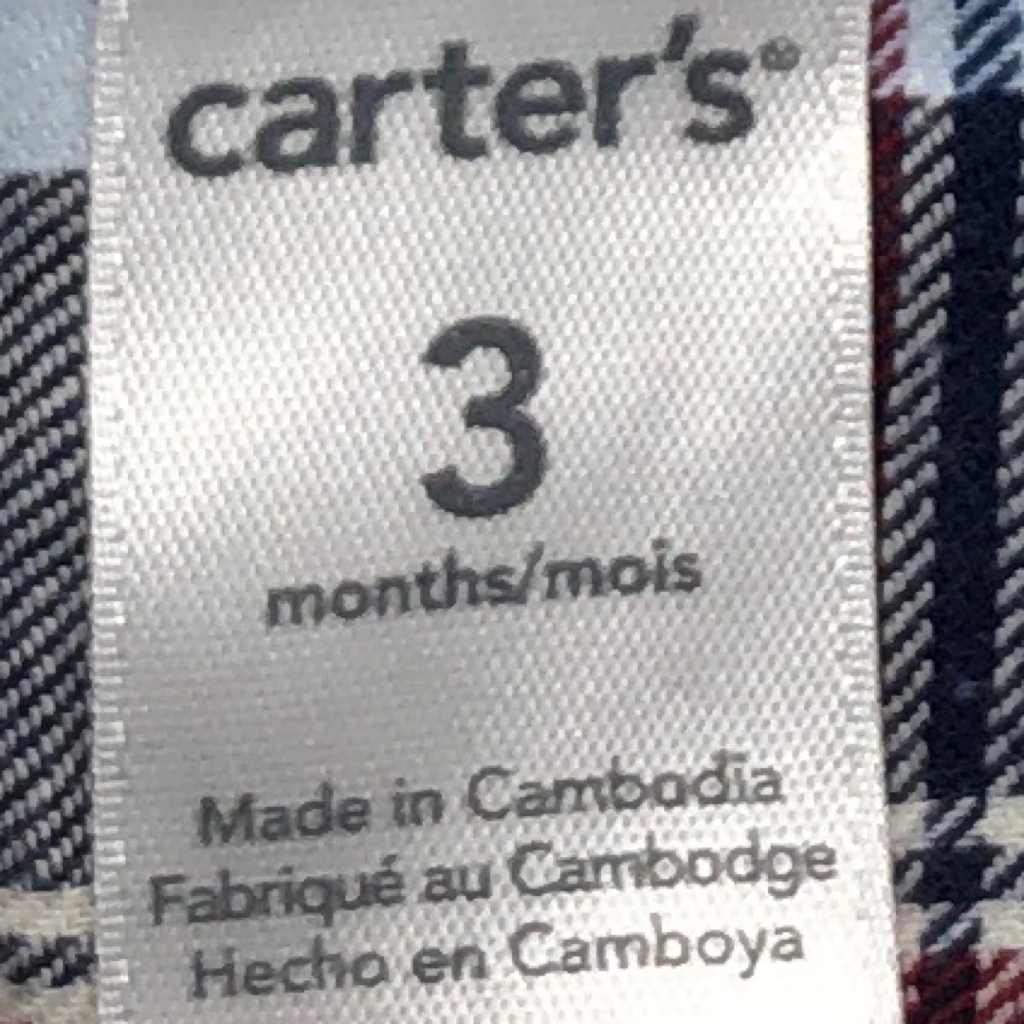 carter's®
3
months/mois
Made in Cambodia
Fabriqué au Cambodge
Hecho en Camboya